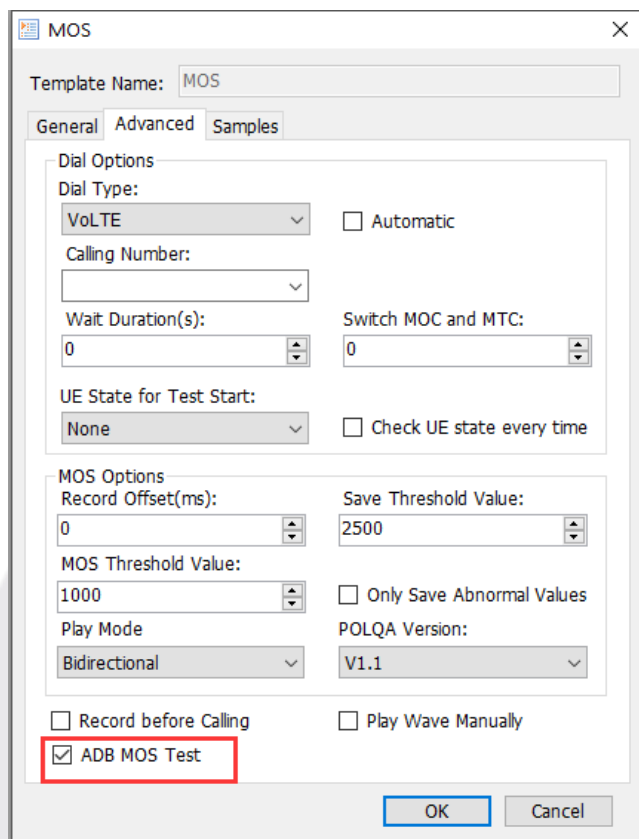 MOS
Template Name: MOS
General Advanced Samples
Dial Options
Dial Type:
VoLTE Automatic
Calling Number:
Wait Duration(s): Switch MOC and MTC:
0 0
UE State for Test Start:
None Check UE state every time
MOS Options
Record Offset(ms): Save Threshold Value:
0 2500
MOS Threshold Value:
1000 Only Save Abnormal Values
Play Mode POLQA Version:
Bidirectional V1.1
Record before Calling Play Wave Manually
ADB MOS Test
OK Cancel